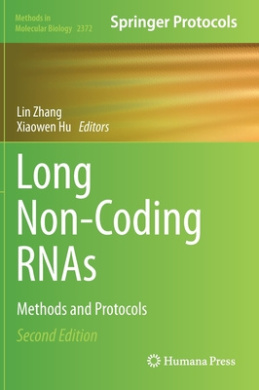 Methods in
Molecular Biology 2372
Springer Protocols
Lin Zhang
Xiaowen Hu Editors
Long
Non-Coding
RNAs
Methods and Protocols
Second Edition
Humana Press